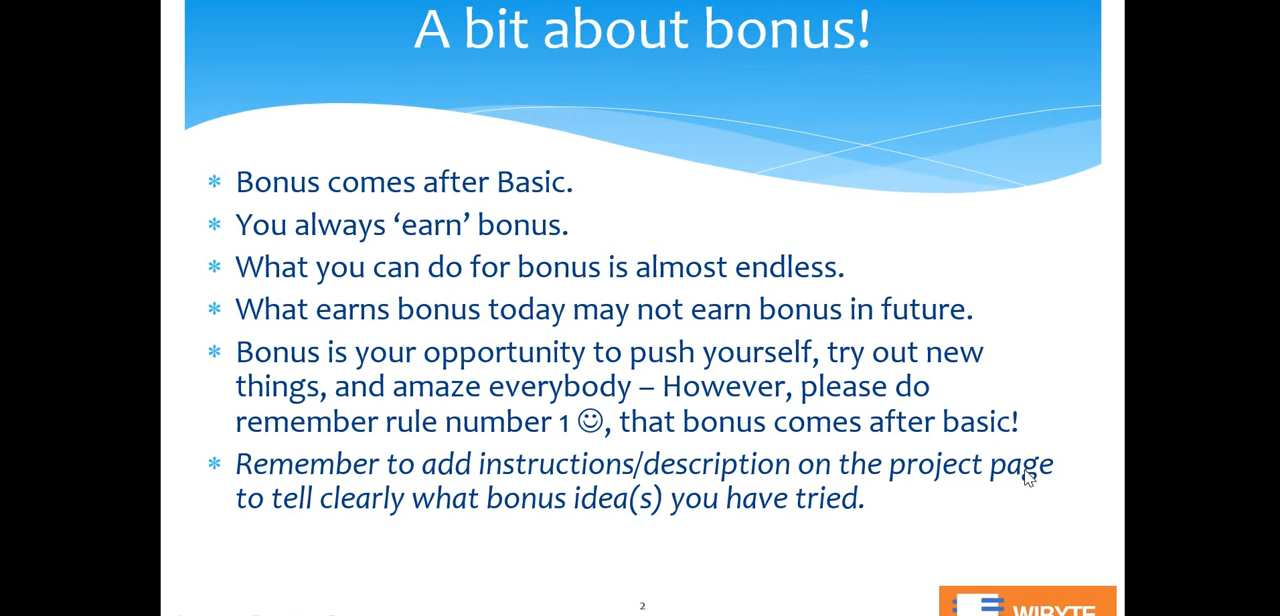 A bit about bonus!
* Bonus comes after Basic.
* You always ‘earn’ bonus.
* What you can do for bonus is almost endless.
* What earns bonus today may not earn bonus in future.
* Bonus is your opportunity to push yourself, try out new
things, and amaze everybody – However, please do
remember rule number 1 ☺, that bonus comes after basic!
* Remember to add instructions/description on the project page
to tell clearly what bonus idea(s) you have tried.
2
WIBYTE